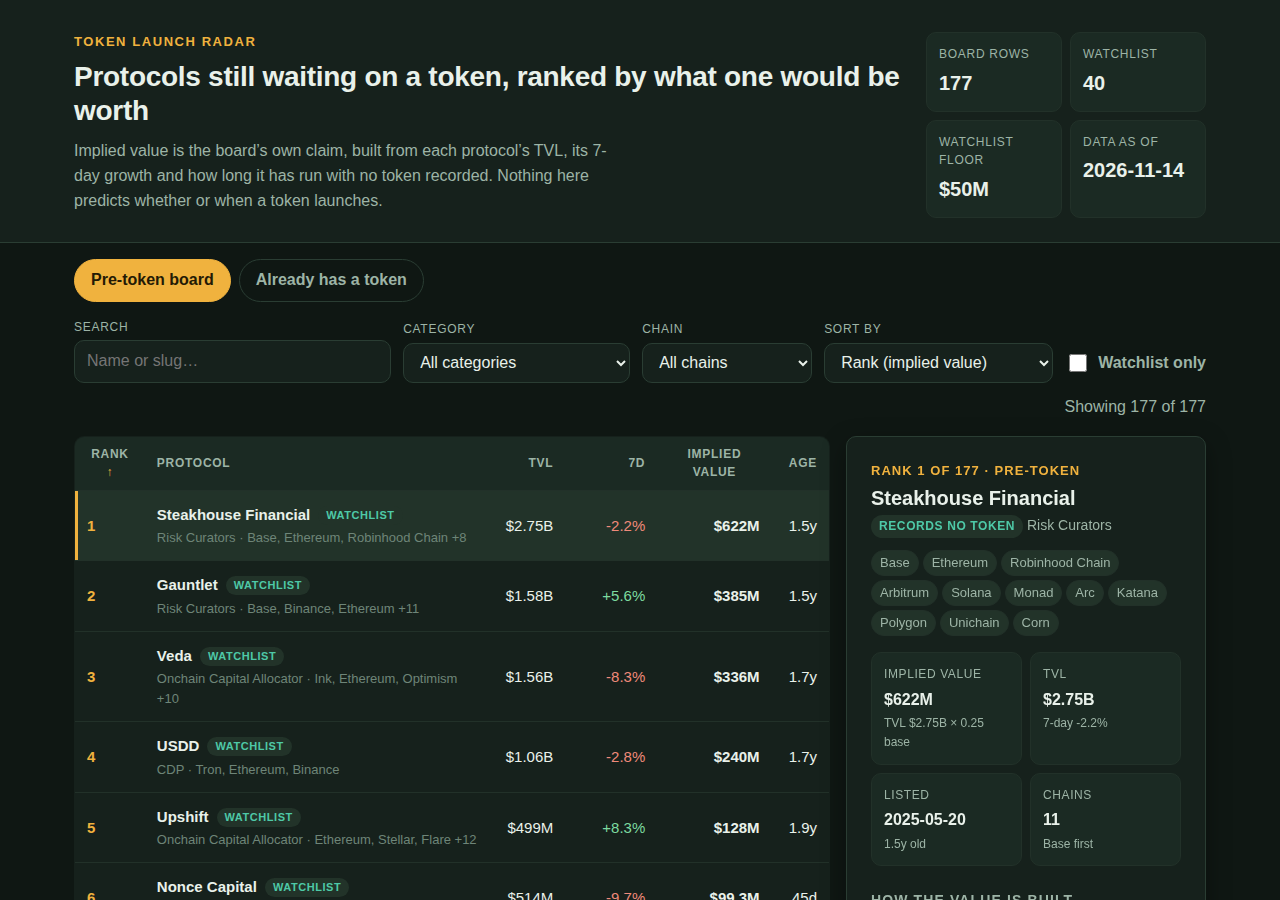 TOKEN LAUNCH RADAR
Protocols still waiting on a token, ranked by what one would be
worth
Implied value is the board’s own claim, built from each protocol’s TVL, its 7-
day growth and how long it has run with no token recorded. Nothing here
predicts whether or when a token launches.
BOARD ROWS
177
WATCHLIST
40
WATCHLIST
FLOOR
$50M
DATA AS OF
2026-11-14
Pre-token board
Already has a token
SEARCH
Name or slug…
CATEGORY
All categories
CHAIN
All chains
SORT BY
Rank (implied value)
Watchlist only
Showing 177 of 177
RANK ↑ PROTOCOL TVL 7D IMPLIED VALUE AGE
1 Steakhouse Financial WATCHLIST $2.75B -2.2% $622M 1.5y
Risk Curators · Base, Ethereum, Robinhood Chain +8
2 Gauntlet WATCHLIST $1.58B +5.6% $385M 1.5y
Risk Curators · Base, Binance, Ethereum +11
3 Veda WATCHLIST $1.56B -8.3% $336M 1.7y
Onchain Capital Allocator · Ink, Ethereum, Optimism
+10
4 USDD WATCHLIST $1.06B -2.8% $240M 1.7y
CDP · Tron, Ethereum, Binance
5 Upshift WATCHLIST $499M +8.3% $128M 1.9y
Onchain Capital Allocator · Ethereum, Stellar, Flare +12
6 Nonce Capital WATCHLIST $514M -9.7% $99.3M 45d
RANK 1 OF 177 · PRE-TOKEN
Steakhouse Financial
RECORDS NO TOKEN Risk Curators
Base Ethereum Robinhood Chain
Arbitrum Solana Monad Arc Katana
Polygon Unichain Corn
IMPLIED VALUE
$622M
TVL $2.75B × 0.25
base
TVL
$2.75B
7-day -2.2%
LISTED
2025-05-20
1.5y old
CHAINS
11
Base first
HOW THE VALUE IS BUILT